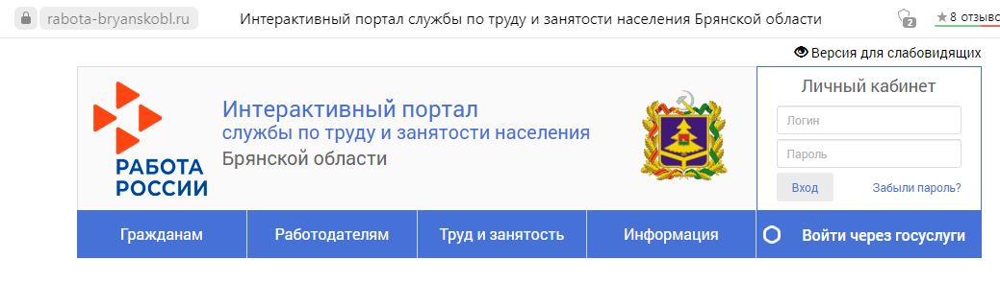 rabota-bryanskobl.ru
Интерактивный портал службы по труду и занятости населения Брянской области
2
8 отзывс
Версия для слабовидящих
РАБОТА
РОССИИ
Интерактивный портал
службы по труду и занятости населения
Брянской области
Личный кабинет
Логин
Пароль
Вход
Забыли пароль?
Гражданам
Работодателям
Труд и занятость
Информация
Войти через госуслуги